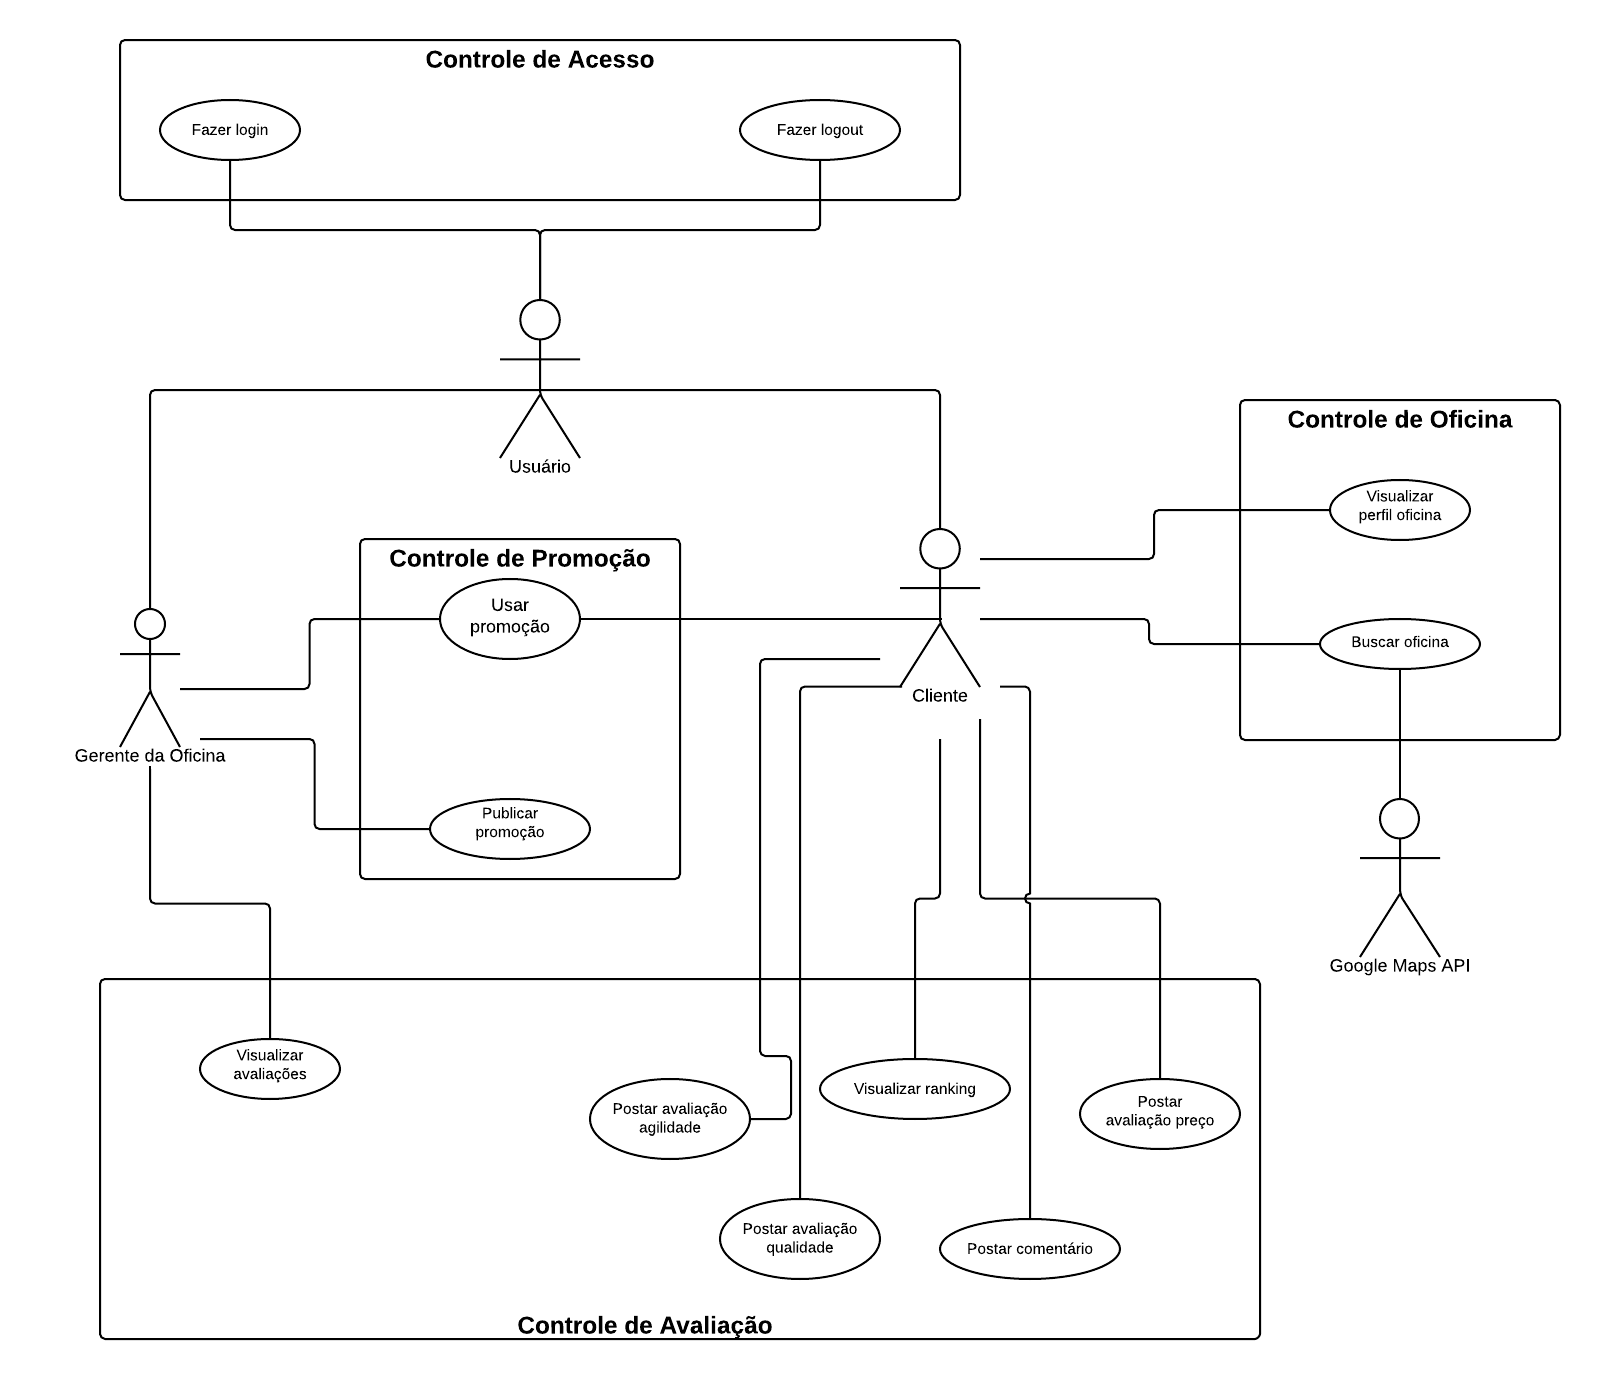 Controle de Acesso
Fazer login
Fazer logout
Usuário
Controle de Oficina
Visualizar
perfil oficina
Buscar oficina
Controle de Promoção
Usar
promoção
Publicar
promoção
Cliente
Gerente da Oficina
Google Maps API
Visualizar
avaliações
Postar avaliação
agilidade
Visualizar ranking
Postar
avaliação preço
Postar avaliação
qualidade
Postar comentário
Controle de Avaliação